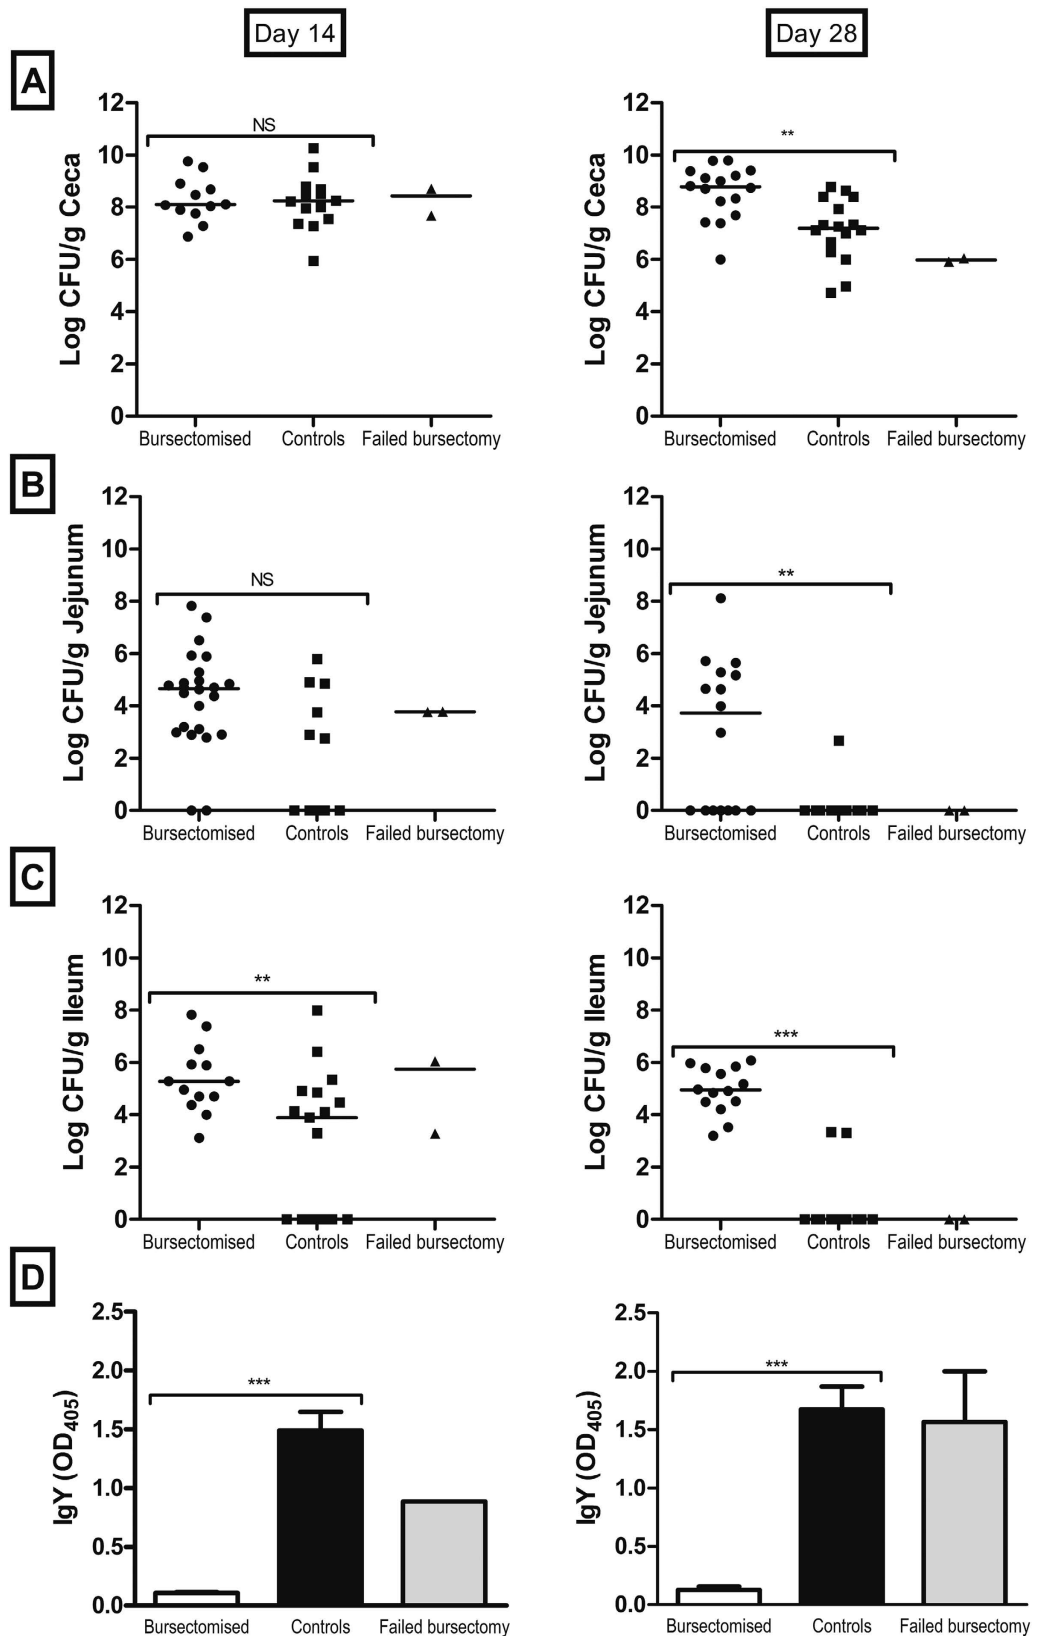 Day 14
Day 28
A
Log CFU/g Ceca
12
10
8
6
4
2
0
NS
Bursectomised
Controls
Failed bursectomy
Log CFU/g Ceca
12
10
8
6
4
2
0
**
Bursectomised
Controls
Failed bursectomy
B
Log CFU/g Jejunum
12
10
8
6
4
2
0
NS
Bursectomised
Controls
Failed bursectomy
Log CFU/g Jejunum
12
10
8
6
4
2
0
**
Bursectomised
Controls
Failed bursectomy
C
Log CFU/g Ileum
12
10
8
6
4
2
0
**
Bursectomised
Controls
Failed bursectomy
Log CFU/g Ileum
12
10
8
6
4
2
0
***
Bursectomised
Controls
Failed bursectomy
D
IgY (OD405)
2.5
2.0
1.5
1.0
0.5
0.0
***
Bursectomised
Controls
Failed bursectomy
IgY (OD405)
2.5
2.0
1.5
1.0
0.5
0.0
***
Bursectomised
Controls
Failed bursectomy